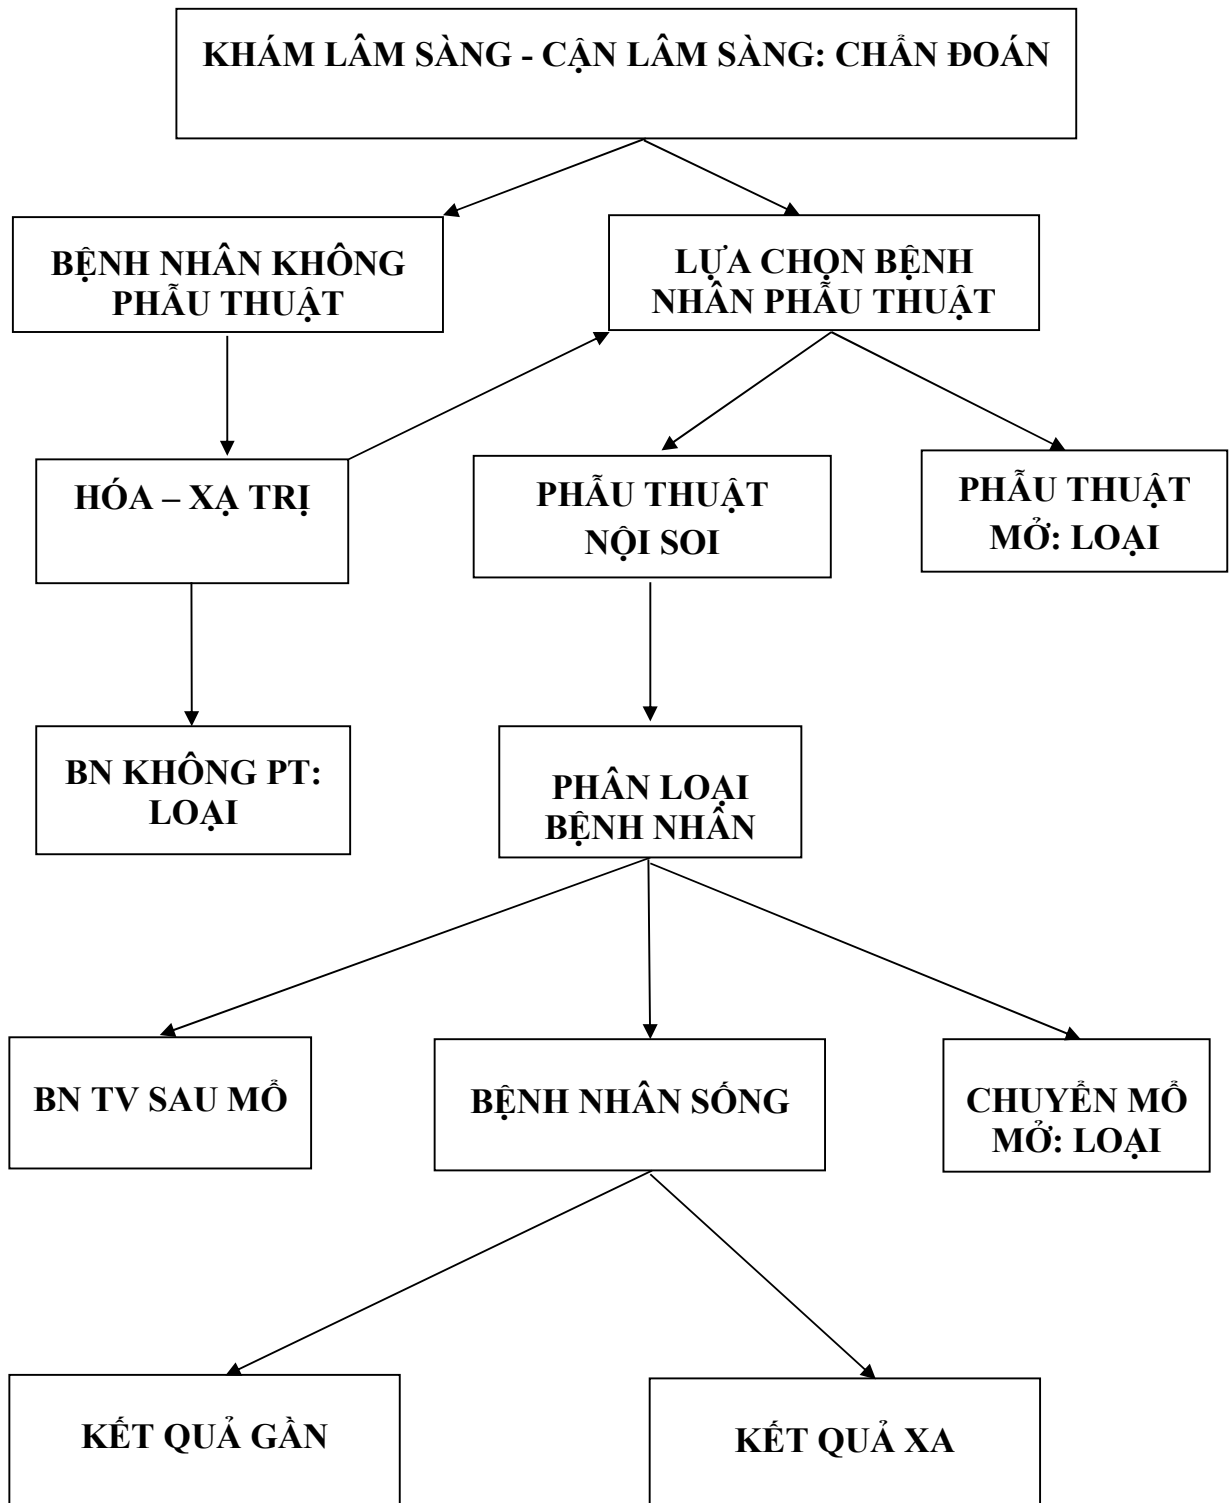 KHÁM LÂM SÀNG - CẬN LÂM SÀNG: CHẨN ĐOÁN
BỆNH NHÂN KHÔNG
PHẪU THUẬT
LỰA CHỌN BỆNH
NHÂN PHẪU THUẬT
HÓA – XẠ TRỊ
PHẪU THUẬT
NỘI SOI
PHẪU THUẬT
MỞ: LOẠI
BN KHÔNG PT:
LOẠI
PHÂN LOẠI
BỆNH NHÂN
BN TV SAU MỔ
BỆNH NHÂN SỐNG
CHUYỂN MỔ
MỞ: LOẠI
KẾT QUẢ GẦN
KẾT QUẢ XA